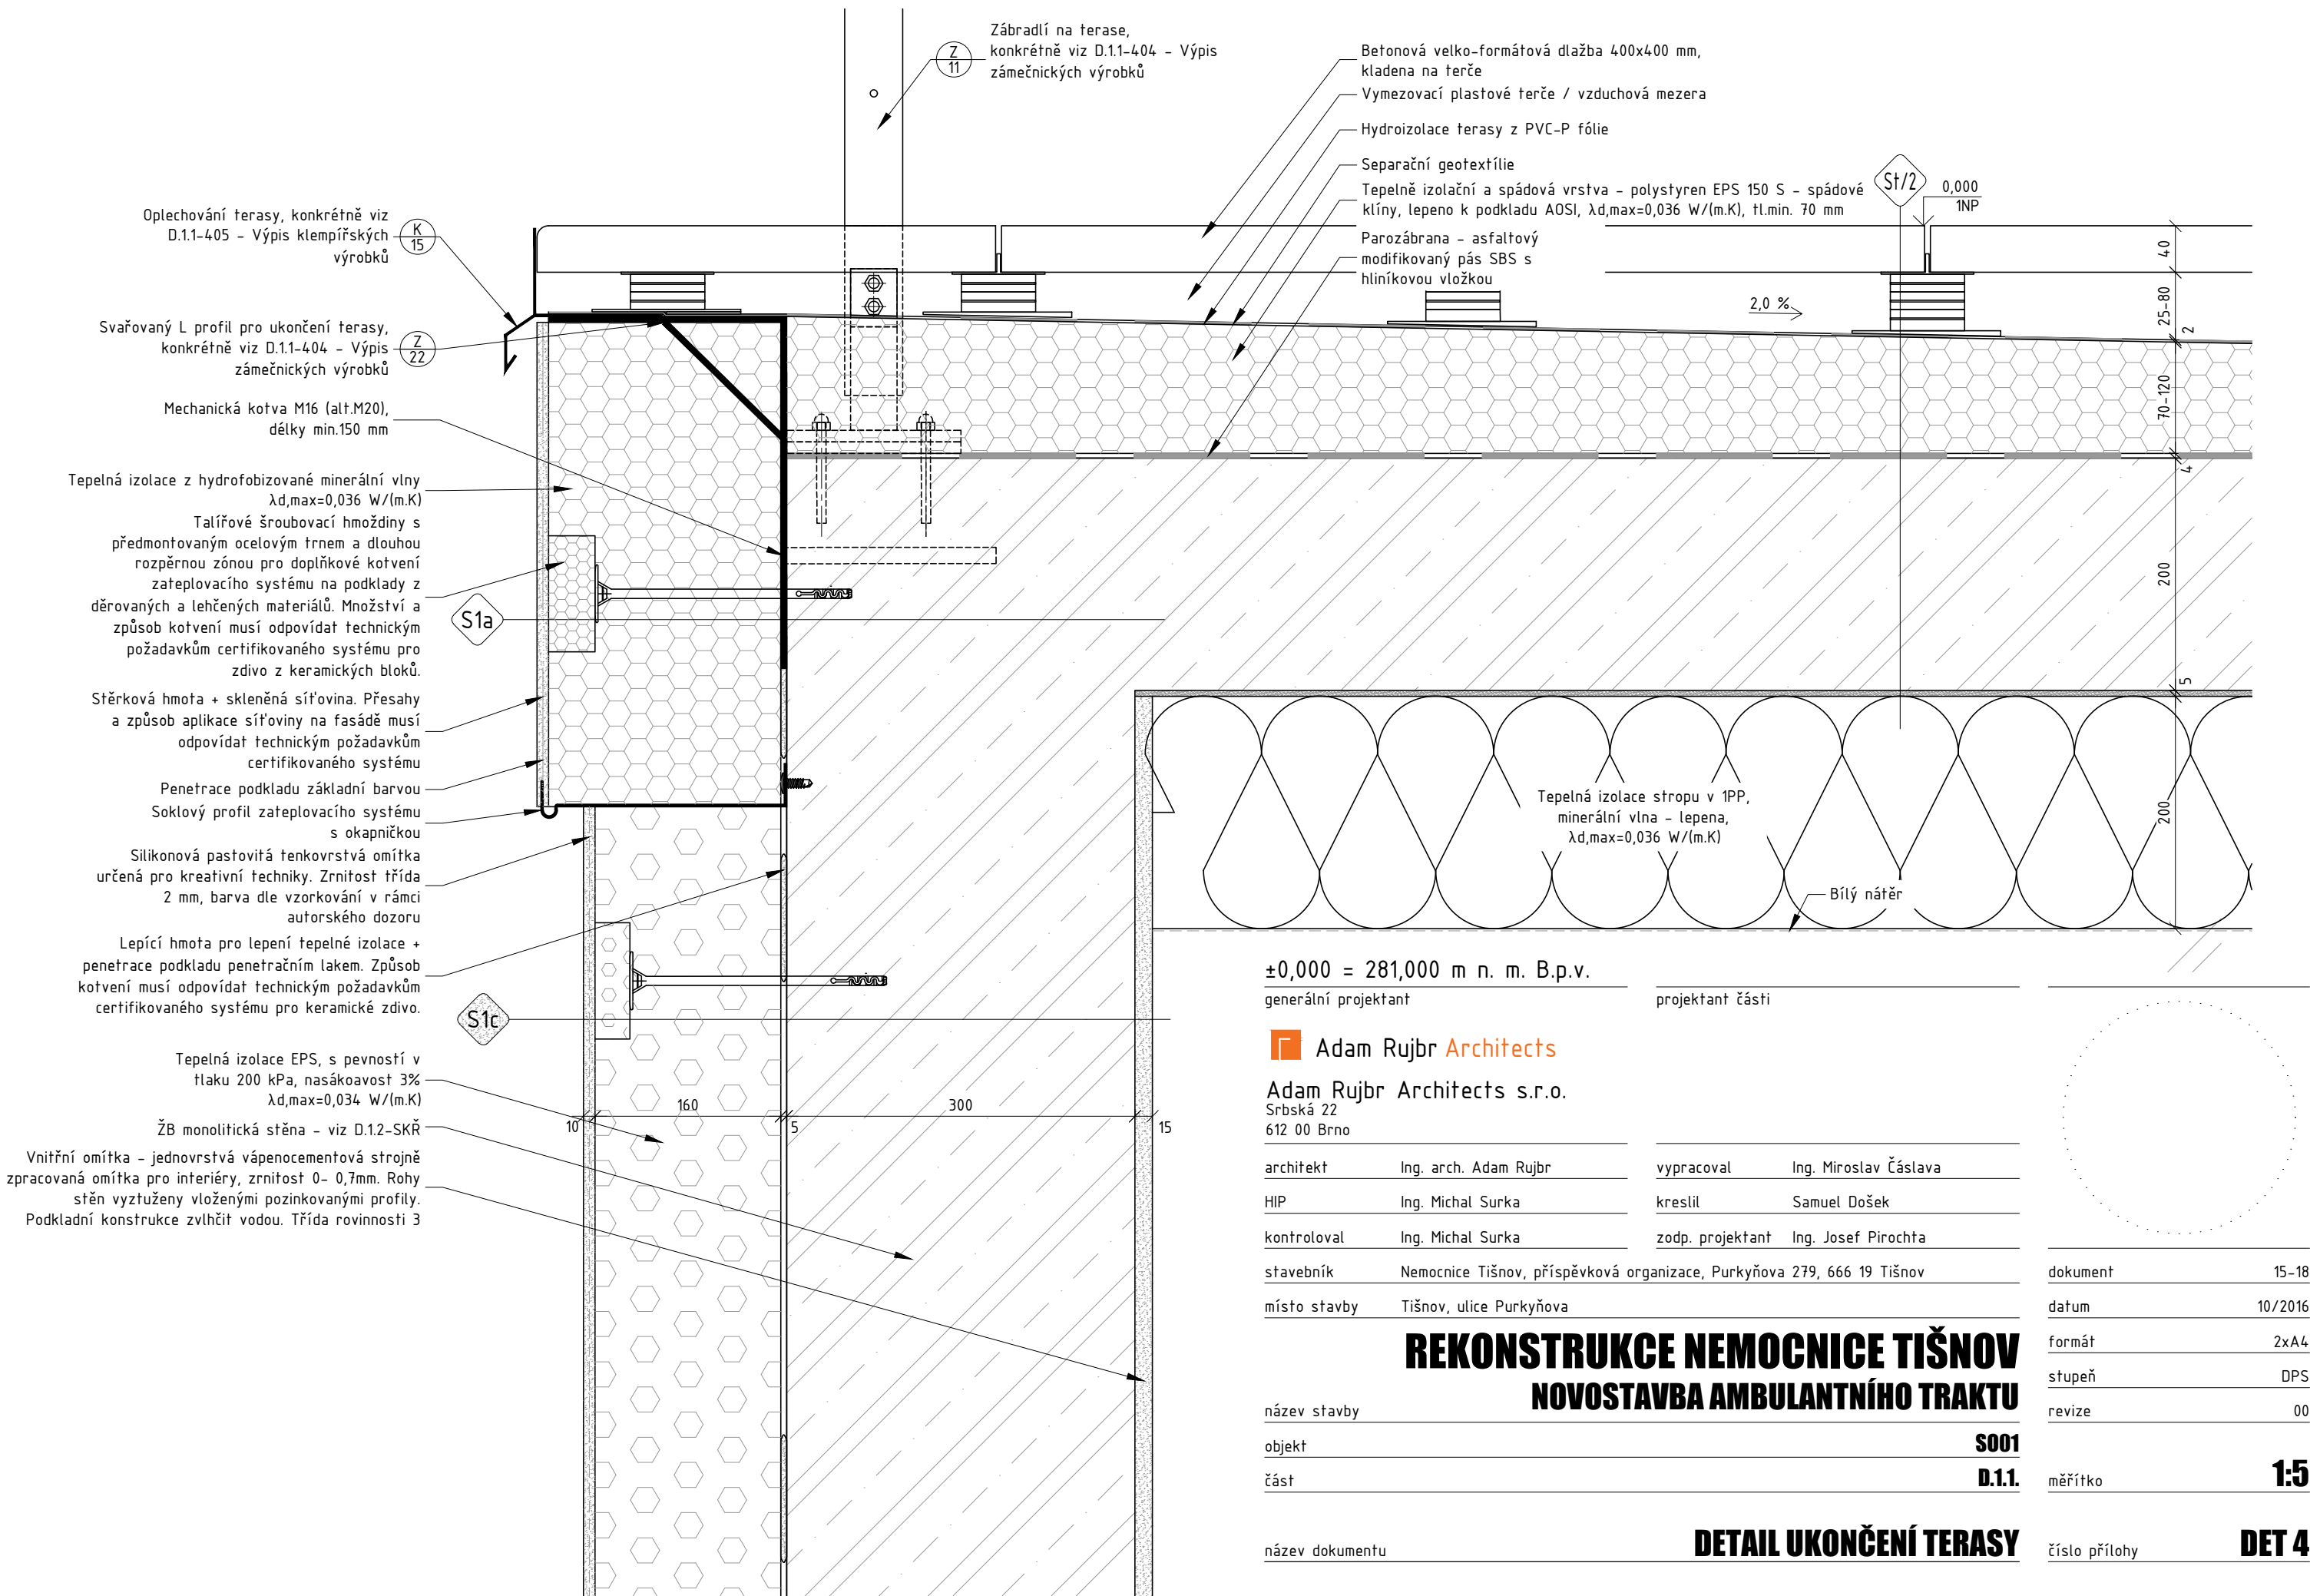 Zábradlí na terase,
konkrétně viz D.1.1-404 - Výpis
zámečnických výrobků
Z
11
Betonová velko-formátová dlažba 400x400 mm,
kladena na terče
Vymezovací plastové terče / vzduchová mezera
Hydroizolace terasy z PVC-P fólie
Separační geotextílie
Tepelně izolační a spádová vrstva - polystyren EPS 150 S - spádové
klíny, lepeno k podkladu AOSI, λd,max=0,036 W/(m.K), tl.min. 70 mm
Parozábrana - asfaltový
modifikovaný pás SBS s
hliníkovou vložkou
St/2
0,000
1NP
2,0 %
40
25-80
2
70-120
4
200
5
200
Oplechování terasy, konkrétně viz
D.1.1-405 - Výpis klempířských
výrobků
K
15
Svařovaný L profil pro ukončení terasy,
konkrétně viz D.1.1-404 - Výpis
zámečnických výrobků
Z
22
Mechanická kotva M16 (alt.M20),
délky min.150 mm
Tepelná izolace z hydrofobizované minerální vlny
λd,max=0,036 W/(m.K)
Talířové šroubovací hmoždiny s
předmontovaným ocelovým trnem a dlouhou
rozpěrnou zónou pro doplňkové kotvení
zateplovacího systému na podklady z
děrovaných a lehčených materiálů. Množství a
způsob kotvení musí odpovídat technickým
požadavkům certifikovaného systému pro
zdivo z keramických bloků.
S1a
Stěrková hmota + skleněná síťovina. Přesahy
a způsob aplikace síťoviny na fasádě musí
odpovídat technickým požadavkům
certifikovaného systému
Penetrace podkladu základní barvou
Soklový profil zateplovacího systému
s okapničkou
Silikonová pastovitá tenkovrstvá omítka
určená pro kreativní techniky. Zrnitost třída
2 mm, barva dle vzorkování v rámci
autorského dozoru
Lepící hmota pro lepení tepelné izolace +
penetrace podkladu penetračním lakem. Způsob
kotvení musí odpovídat technickým požadavkům
certifikovaného systému pro keramické zdivo.
S1c
Tepelná izolace EPS, s pevností v
tlaku 200 kPa, nasákoavost 3%
λd,max=0,034 W/(m.K)
ŽB monolitická stěna - viz D.1.2-SKŘ
Vnitřní omítka - jednovrstvá vápenocementová strojně
zpracovaná omítka pro interiéry, zrnitost 0- 0,7mm. Rohy
stěn vyztuženy vloženými pozinkovanými profily.
Podkladní konstrukce zvlhčit vodou. Třída rovinnosti 3
10
160
5
300
15
Tepelná izolace stropu v 1PP,
minerální vlna - lepena,
λd,max=0,036 W/(m.K)
Bílý nátěr
±0,000 = 281,000 m n. m. B.p.v.
generální projektant
projektant části
Adam Rujbr Architects
Adam Rujbr Architects s.r.o.
Srbská 22
612 00 Brno
architekt Ing. arch. Adam Rujbr
vypracoval Ing. Miroslav Čáslava
HIP Ing. Michal Surka
kreslil Samuel Došek
kontroloval Ing. Michal Surka
zodp. projektant Ing. Josef Pirochta
stavebník Nemocnice Tišnov, příspěvková organizace, Purkyňova 279, 666 19 Tišnov
místo stavby Tišnov, ulice Purkyňova
REKONSTRUKCE NEMOCNICE TIŠNOV
NOVOSTAVBA AMBULANTNÍHO TRAKTU
název stavby
objekt SO01
část D.1.1.
název dokumentu DETAIL UKONČENÍ TERASY
dokument 15-18
datum 10/2016
formát 2xA4
stupeň DPS
revize 00
měřítko 1:5
číslo přílohy DET 4